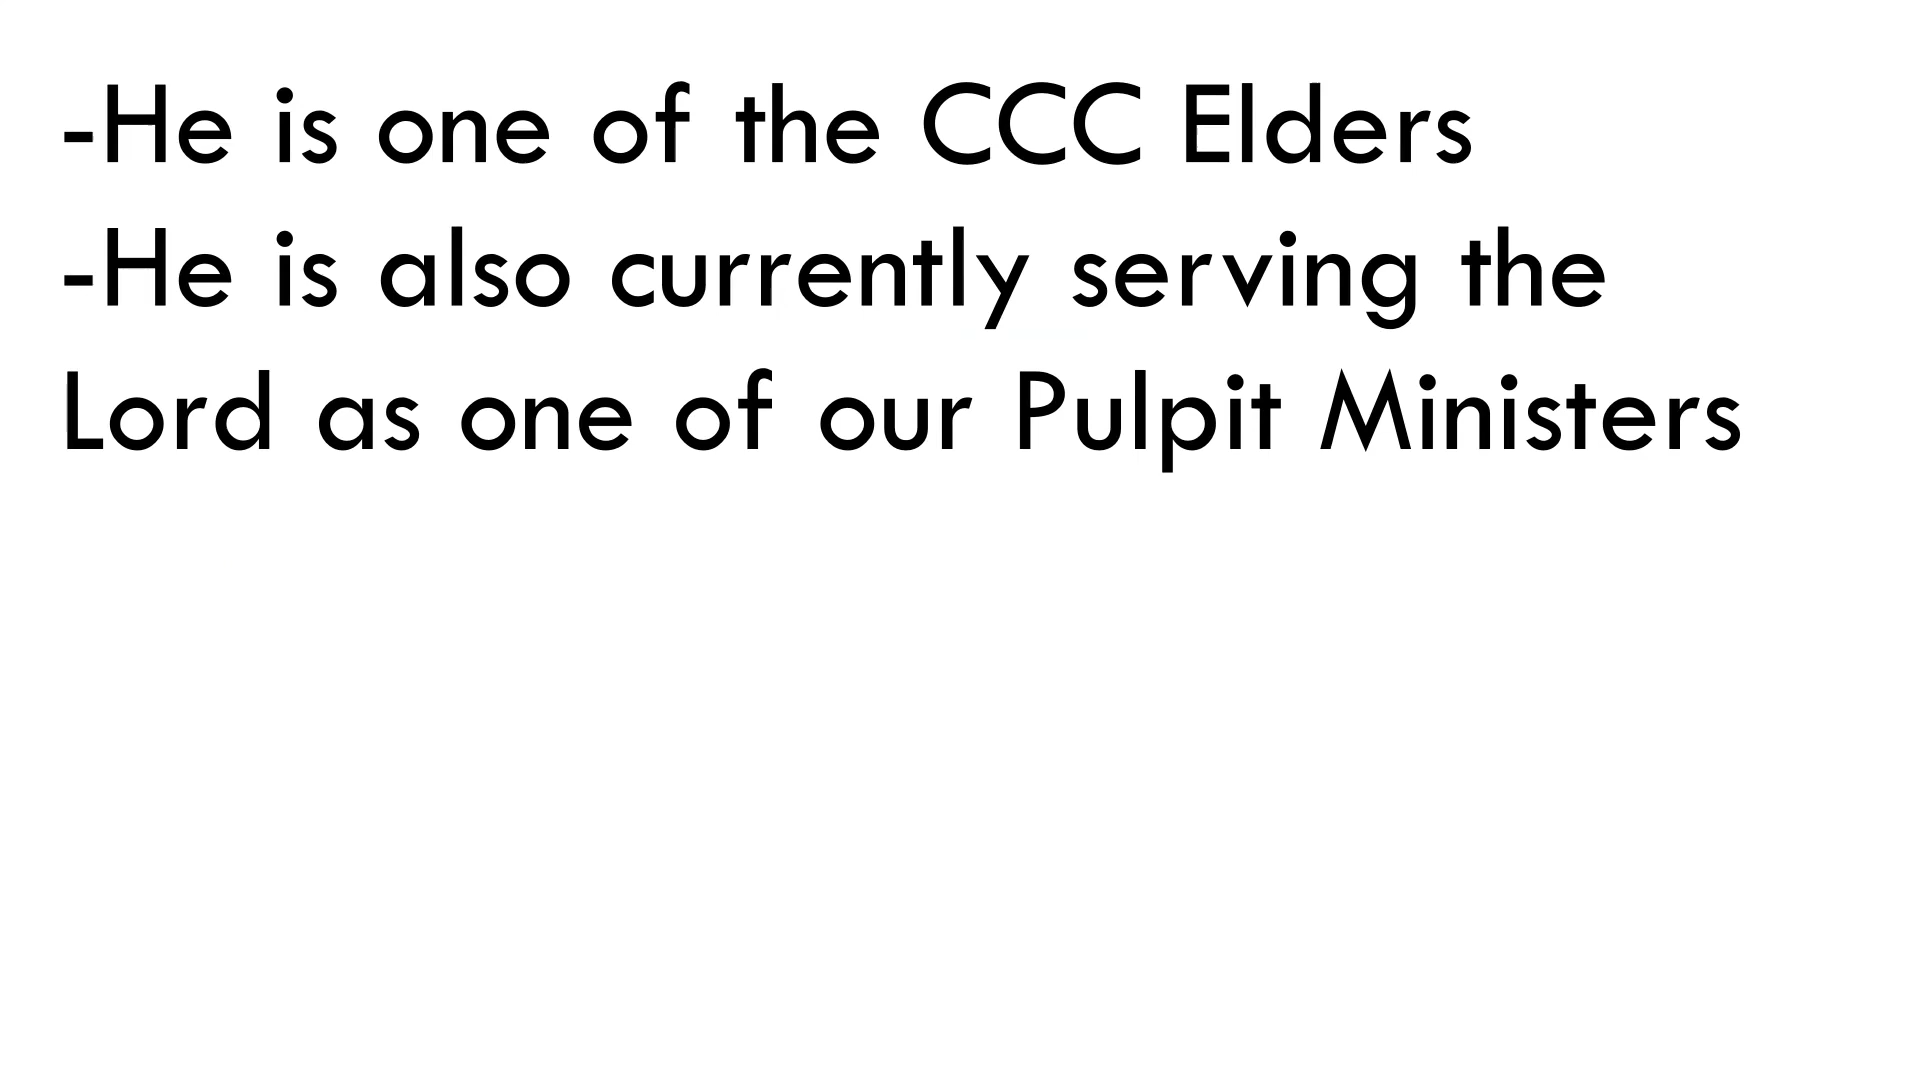 -He is one of the CCC Elders
-He is also currently serving the
Lord as one of our Pulpit Ministers